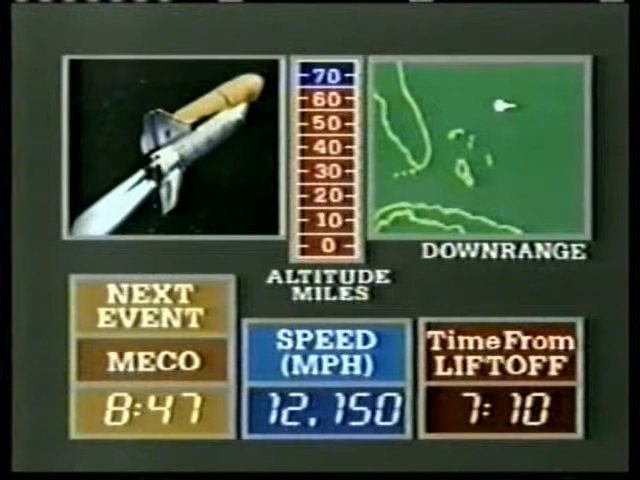 70
60
50
40
30
20
10
0
ALTITUDE
MILES
DOWNRANGE
NEXT
EVENT
MECO
8:47
SPEED
(MPH)
12,150
Time From
LIFTOFF
7:10